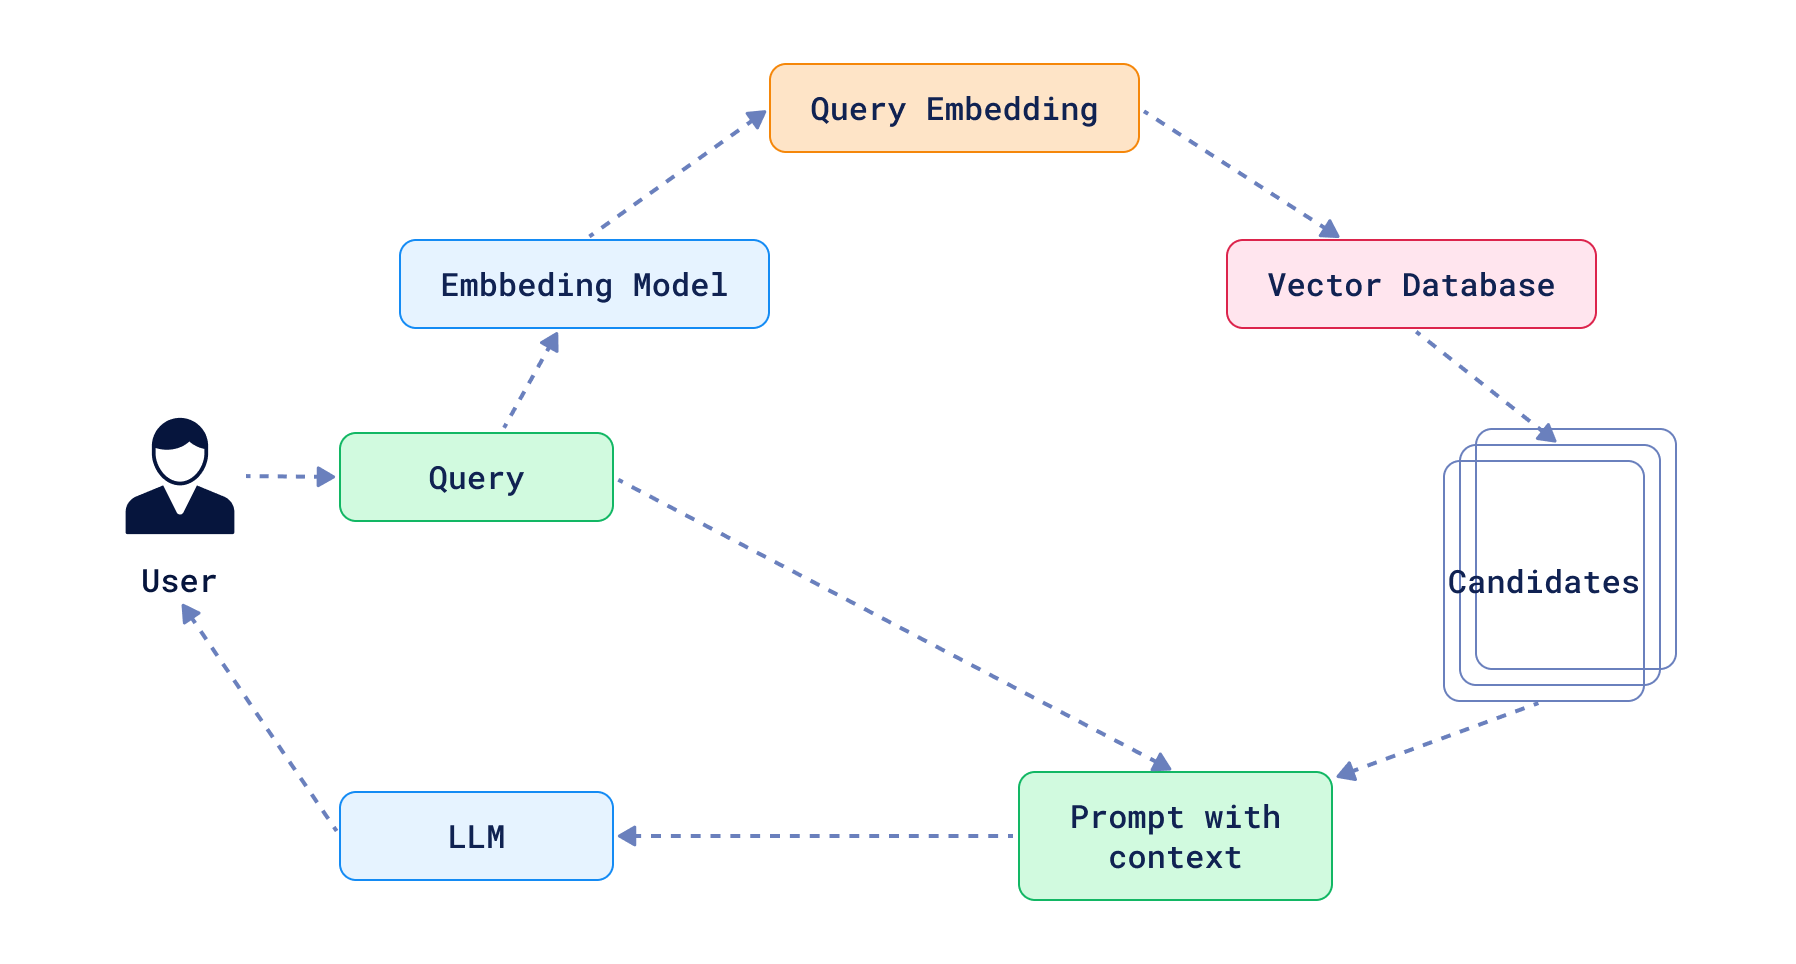 Query Embedding
Embbeding Model
Vector Database
Query
User
Candidates
Prompt with
context
LLM